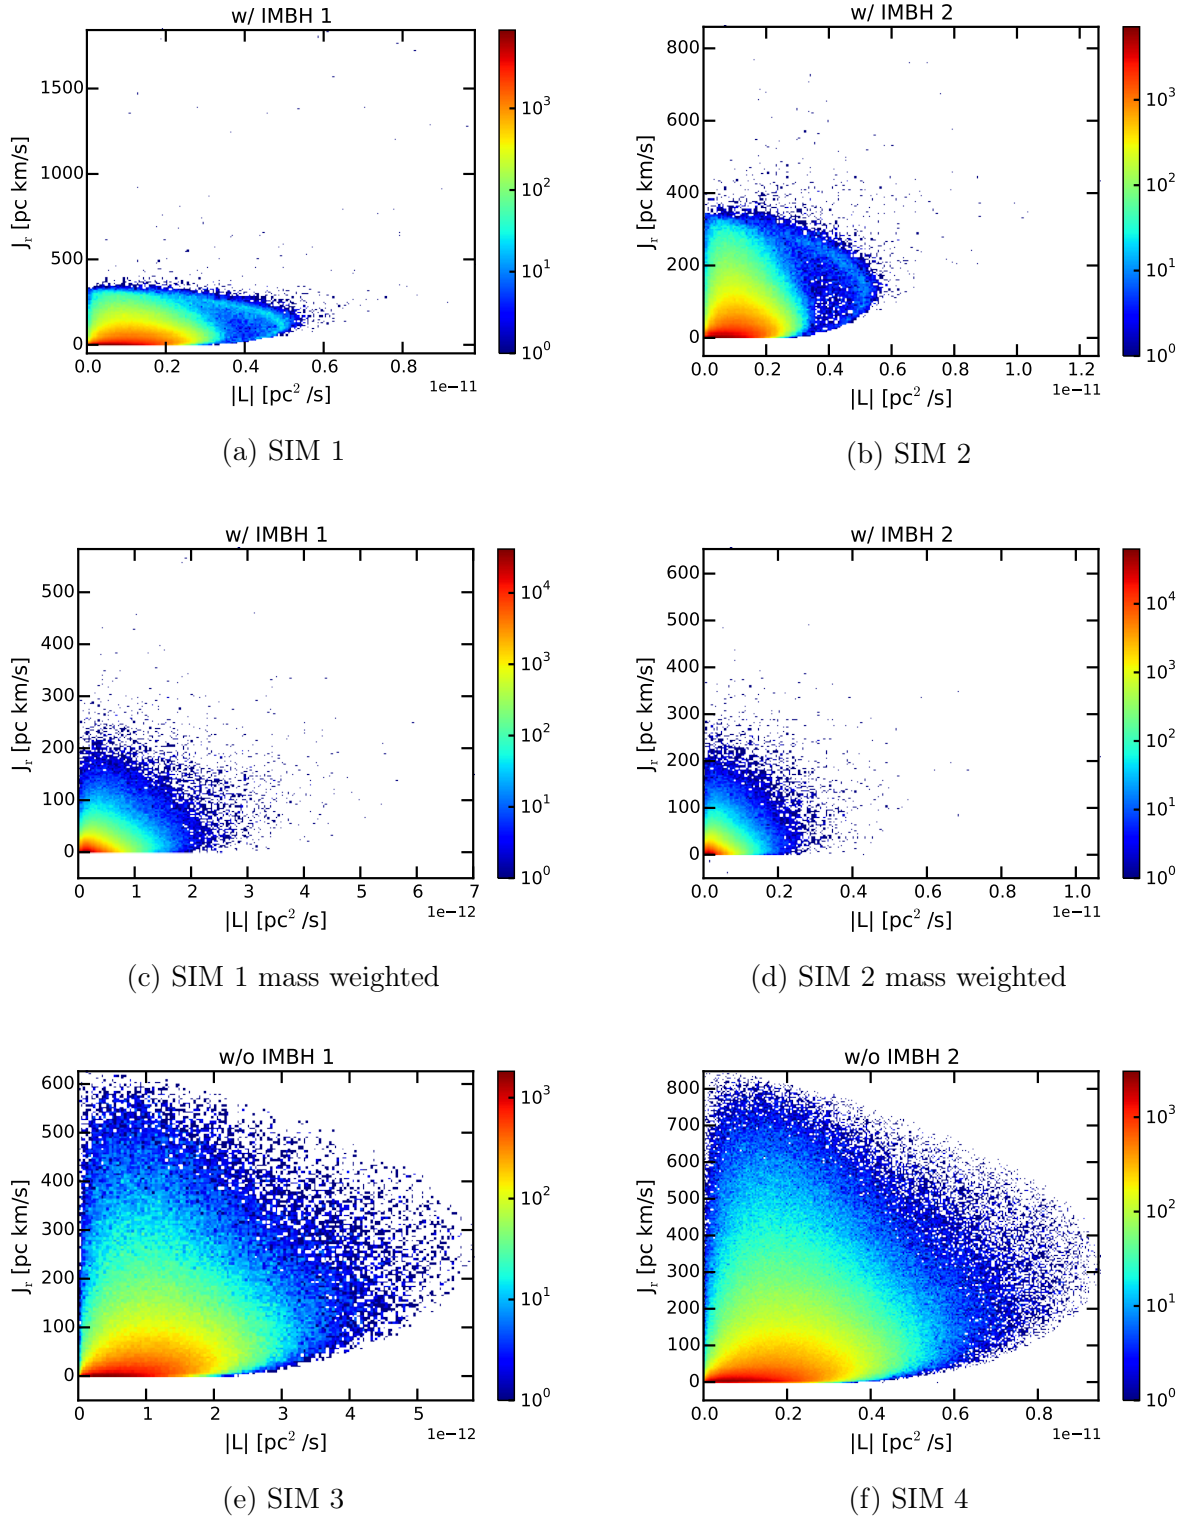 w/ IMBH 1
J_r [pc km/s]
1500
1000
500
0
0.0 0.2 0.4 0.6 0.8
1e−11
|L| [pc² /s]
10³
10²
10¹
10⁰
(a) SIM 1
w/ IMBH 2
J_r [pc km/s]
800
600
400
200
0
0.0 0.2 0.4 0.6 0.8 1.0 1.2
1e−11
|L| [pc² /s]
10³
10²
10¹
10⁰
(b) SIM 2
w/ IMBH 1
J_r [pc km/s]
500
400
300
200
100
0
0 1 2 3 4 5 6 7
1e−12
|L| [pc² /s]
10⁴
10³
10²
10¹
10⁰
(c) SIM 1 mass weighted
w/ IMBH 2
J_r [pc km/s]
600
500
400
300
200
100
0
0.0 0.2 0.4 0.6 0.8 1.0
1e−11
|L| [pc² /s]
10⁴
10³
10²
10¹
10⁰
(d) SIM 2 mass weighted
w/o IMBH 1
J_r [pc km/s]
600
500
400
300
200
100
0
0 1 2 3 4 5
1e−12
|L| [pc² /s]
10³
10²
10¹
10⁰
(e) SIM 3
w/o IMBH 2
J_r [pc km/s]
800
700
600
500
400
300
200
100
0
0.0 0.2 0.4 0.6 0.8
1e−11
|L| [pc² /s]
10³
10²
10¹
10⁰
(f) SIM 4